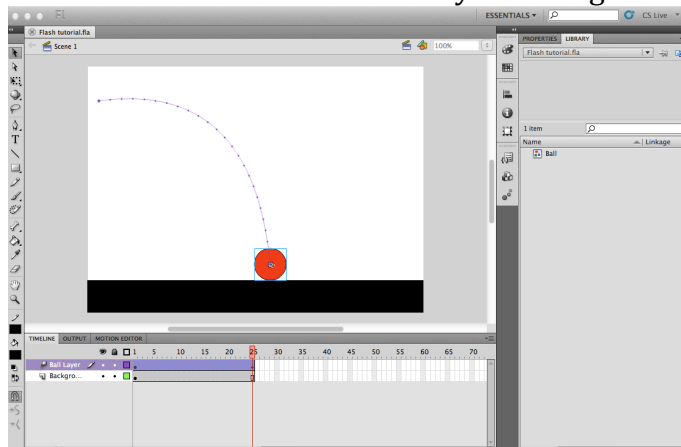 ESSENTIALS
CS Live
Fl
Flash tutorial.fla
PROPERTIES LIBRARY
Scene 1
100%
Flash tutorial.fla
1 item
Name Linkage
Ball
T
TIMELINE OUTPUT MOTION EDITOR
1 5 10 15 20 25 30 35 40 45 50 55 60 65 70
Ball Layer
Backgro...